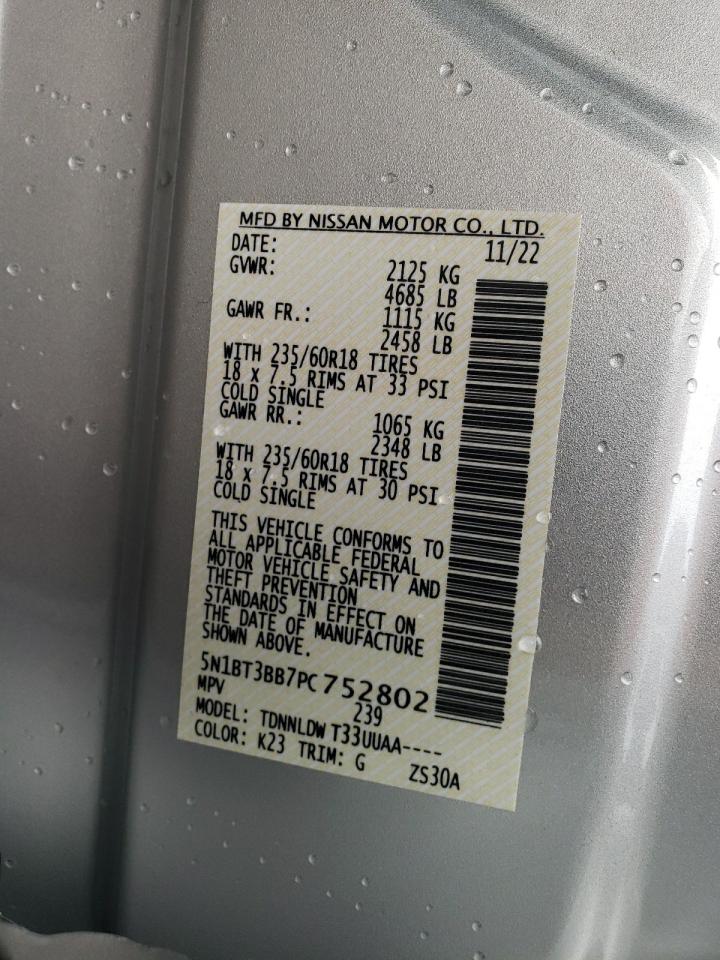 MFD BY NISSAN MOTOR CO., LTD.
DATE: 11/22
GVWR: 2125 KG
4685 LB
GAWR FR.: 1115 KG
2458 LB
WITH 235/60R18 TIRES
18 x 7.5 RIMS AT 33 PSI
COLD SINGLE
GAWR RR.: 1065 KG
2348 LB
WITH 235/60R18 TIRES
18 x 7.5 RIMS AT 30 PSI
COLD SINGLE
THIS VEHICLE CONFORMS TO
ALL APPLICABLE FEDERAL
MOTOR VEHICLE SAFETY AND
THEFT PREVENTION
STANDARDS IN EFFECT ON
THE DATE OF MANUFACTURE
SHOWN ABOVE.
5N1BT3BB7PC752802
MPV 239
MODEL: TDNNLDW T33UUAA----
COLOR: K23 TRIM: G ZS30A